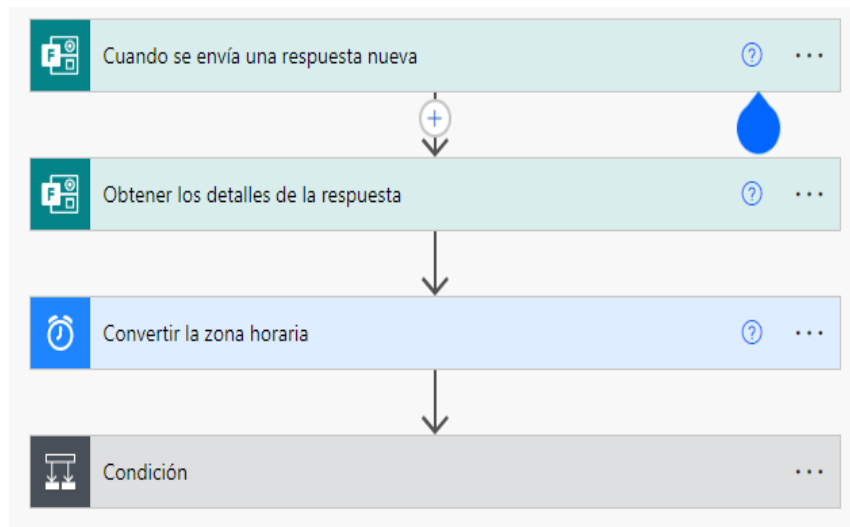 Cuando se envía una respuesta nueva
Obtener los detalles de la respuesta
Convertir la zona horaria
Condición